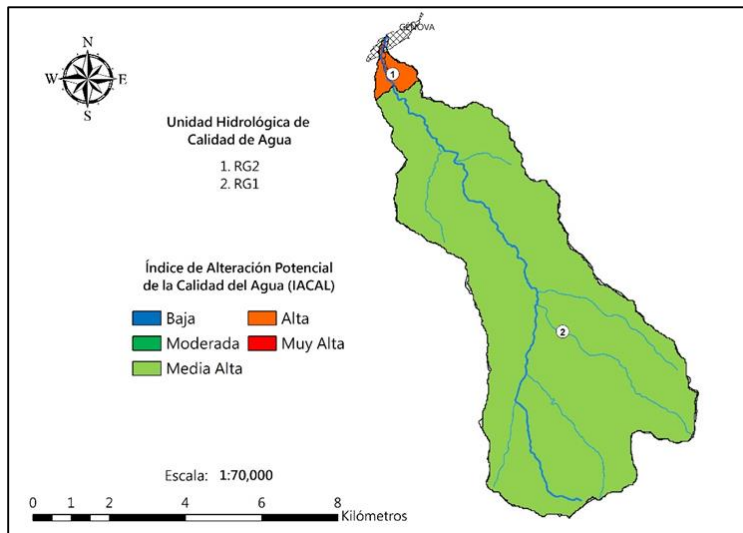 GENOVA
N
W E
S
1
Unidad Hidrológica de
Calidad de Agua
1. RG2
2. RG1
Índice de Alteración Potencial
de la Calidad del Agua (IACAL)
Baja Alta
Moderada Muy Alta
Media Alta
2
Escala: 1:70,000
0 1 2 4 6 8
Kilómetros